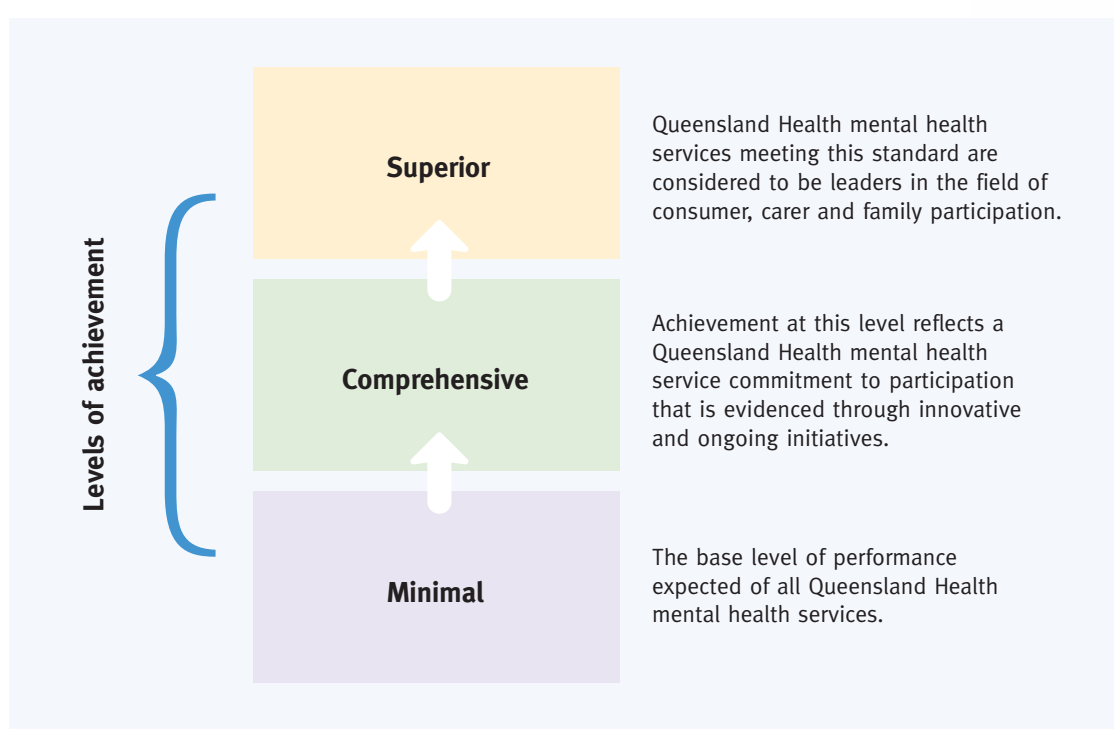 Levels of achievement
Superior
Queensland Health mental health
services meeting this standard are
considered to be leaders in the field of
consumer, carer and family participation.
Comprehensive
Achievement at this level reflects a
Queensland Health mental health
service commitment to participation
that is evidenced through innovative
and ongoing initiatives.
Minimal
The base level of performance
expected of all Queensland Health
mental health services.